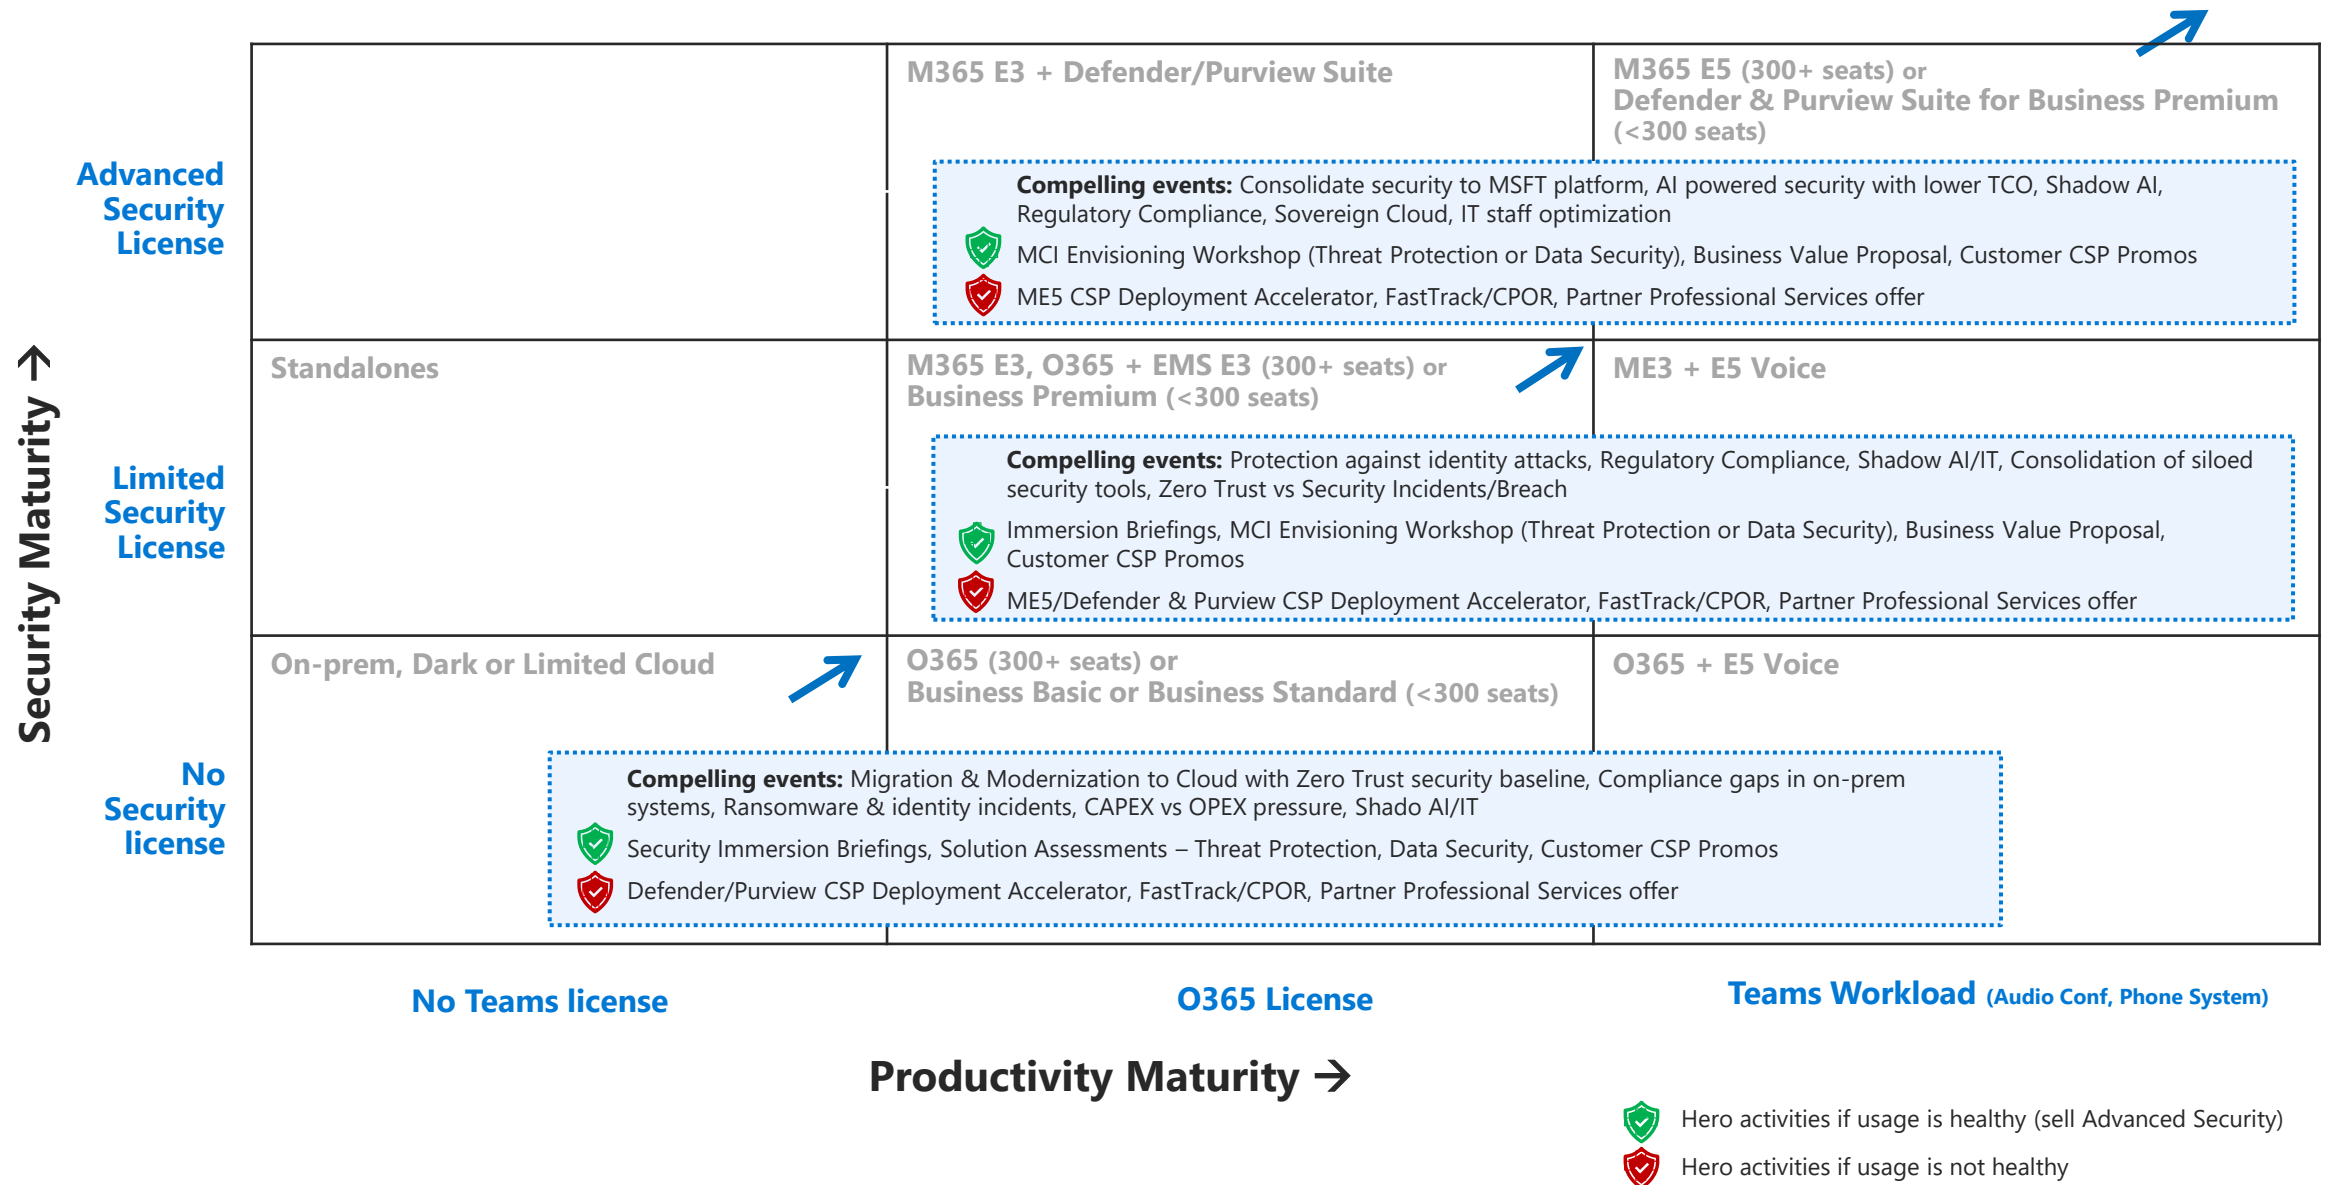 M365 E3 + Defender/Purview Suite
M365 E5 (300+ seats) or
Defender & Purview Suite for Business Premium
(<300 seats)
Advanced
Security
License
Compelling events: Consolidate security to MSFT platform, AI powered security with lower TCO, Shadow AI,
Regulatory Compliance, Sovereign Cloud, IT staff optimization
MCI Envisioning Workshop (Threat Protection or Data Security), Business Value Proposal, Customer CSP Promos
ME5 CSP Deployment Accelerator, FastTrack/CPOR, Partner Professional Services offer
Security Maturity →
Standalones
M365 E3, O365 + EMS E3 (300+ seats) or
Business Premium (<300 seats)
ME3 + E5 Voice
Limited
Security
License
Compelling events: Protection against identity attacks, Regulatory Compliance, Shadow AI/IT, Consolidation of siloed
security tools, Zero Trust vs Security Incidents/Breach
Immersion Briefings, MCI Envisioning Workshop (Threat Protection or Data Security), Business Value Proposal,
Customer CSP Promos
ME5/Defender & Purview CSP Deployment Accelerator, FastTrack/CPOR, Partner Professional Services offer
On-prem, Dark or Limited Cloud
O365 (300+ seats) or
Business Basic or Business Standard (<300 seats)
O365 + E5 Voice
No
Security
license
Compelling events: Migration & Modernization to Cloud with Zero Trust security baseline, Compliance gaps in on-prem
systems, Ransomware & identity incidents, CAPEX vs OPEX pressure, Shado AI/IT
Security Immersion Briefings, Solution Assessments – Threat Protection, Data Security, Customer CSP Promos
Defender/Purview CSP Deployment Accelerator, FastTrack/CPOR, Partner Professional Services offer
No Teams license
O365 License
Teams Workload (Audio Conf, Phone System)
Productivity Maturity →
Hero activities if usage is healthy (sell Advanced Security)
Hero activities if usage is not healthy